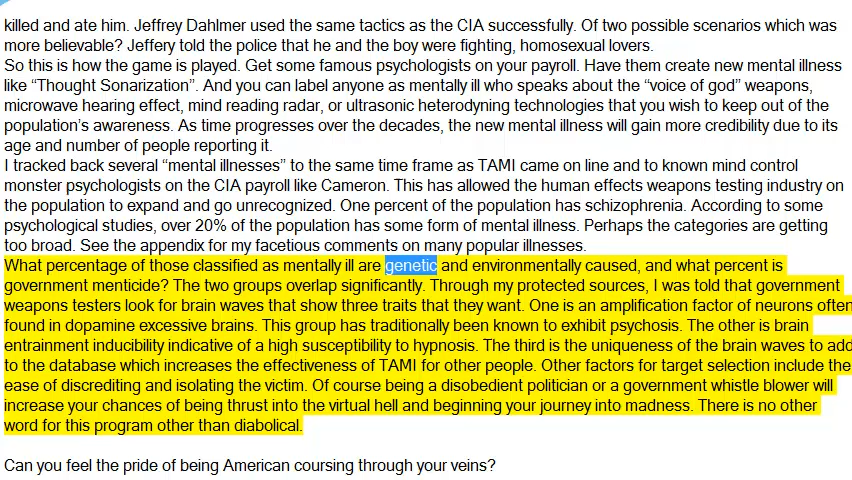 killed and ate him. Jeffrey Dahlmer used the same tactics as the CIA successfully. Of two possible scenarios which was
more believable? Jeffery told the police that he and the boy were fighting, homosexual lovers.
So this is how the game is played. Get some famous psychologists on your payroll. Have them create new mental illness
like “Thought Sonarization”. And you can label anyone as mentally ill who speaks about the “voice of god” weapons,
microwave hearing effect, mind reading radar, or ultrasonic heterodyning technologies that you wish to keep out of the
population’s awareness. As time progresses over the decades, the new mental illness will gain more credibility due to its
age and number of people reporting it.
I tracked back several “mental illnesses” to the same time frame as TAMI came on line and to known mind control
monster psychologists on the CIA payroll like Cameron. This has allowed the human effects weapons testing industry on
the population to expand and go unrecognized. One percent of the population has schizophrenia. According to some
psychological studies, over 20% of the population has some form of mental illness. Perhaps the categories are getting
too broad. See the appendix for my facetious comments on many popular illnesses.
What percentage of those classified as mentally ill are genetic and environmentally caused, and what percent is
government menticide? The two groups overlap significantly. Through my protected sources, I was told that government
weapons testers look for brain waves that show three traits that they want. One is an amplification factor of neurons often
found in dopamine excessive brains. This group has traditionally been known to exhibit psychosis. The other is brain
entrainment inducibility indicative of a high susceptibility to hypnosis. The third is the uniqueness of the brain waves to add
to the database which increases the effectiveness of TAMI for other people. Other factors for target selection include the
ease of discrediting and isolating the victim. Of course being a disobedient politician or a government whistle blower will
increase your chances of being thrust into the virtual hell and beginning your journey into madness. There is no other
word for this program other than diabolical.
Can you feel the pride of being American coursing through your veins?